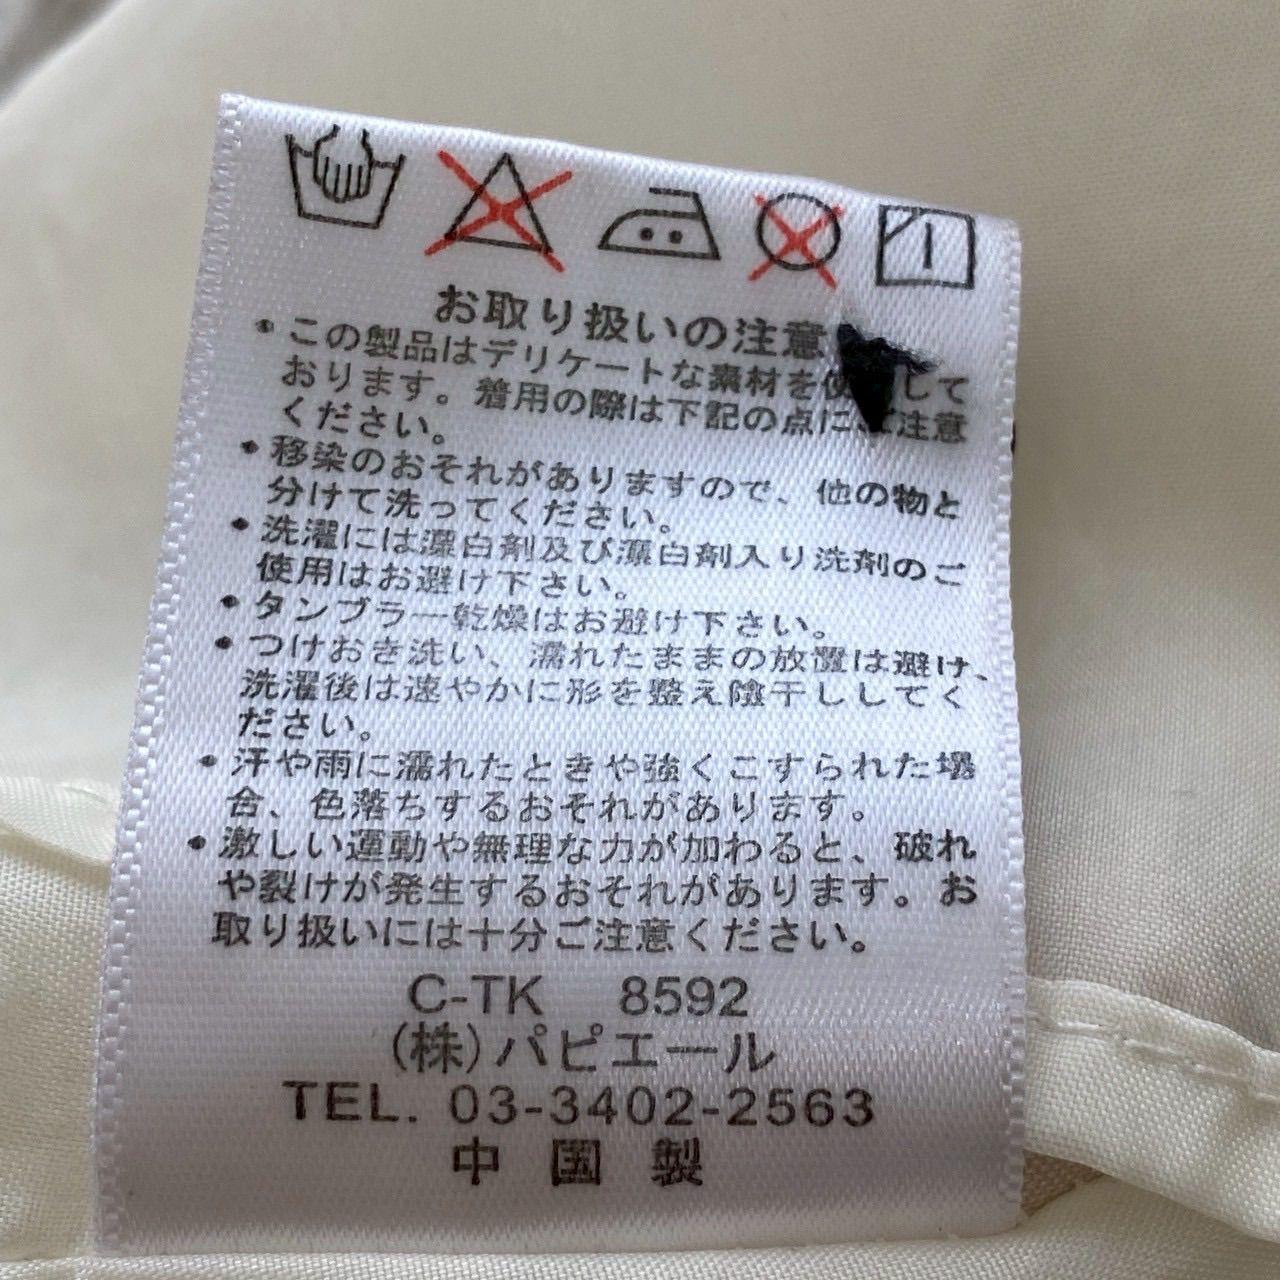 お取り扱いの注意
・この製品はデリケートな素材を使 して
おります。着用の際は下記の点に ご注意
ください。
・移染のおそれがありますので、他の物と
分けて洗ってください。
・洗濯には漂白剤及び漂白剤入り洗剤のご
使用はお避け下さい。
・タンブラー乾燥はお避け下さい。
・つけおき洗い、濡れたままの放置は避け、
洗濯後は速やかに形を整え陰干ししてく
ださい。
・汗や雨に濡れたときや強くこすられた場
合、色落ちするおそれがあります。
・激しい運動や無理な力が加わると、破れ
や裂けが発生するおそれがあります。お
取り扱いには十分ご注意ください。
C-TK 8592
(株)パピエール
TEL. 03-3402-2563
中国製